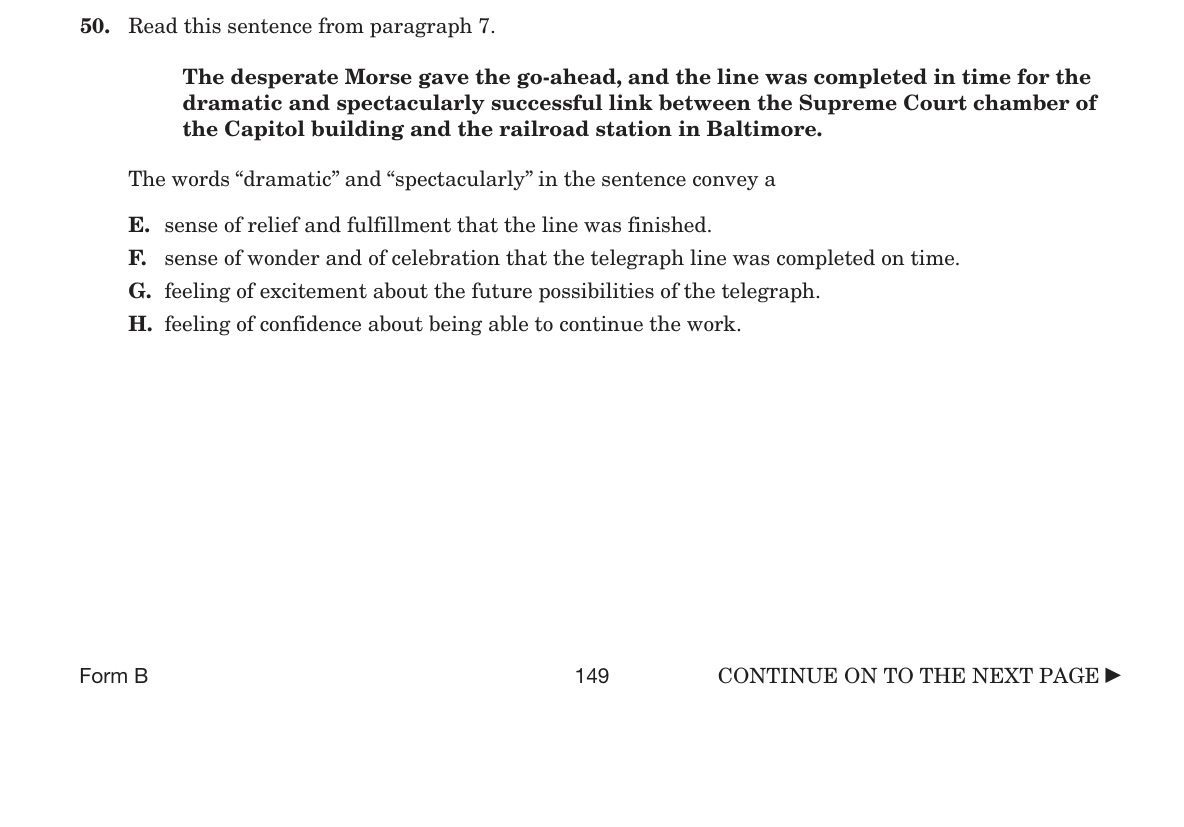 50. Read this sentence from paragraph 7.
The desperate Morse gave the go-ahead, and the line was completed in time for the
dramatic and spectacularly successful link between the Supreme Court chamber of
the Capitol building and the railroad station in Baltimore.
The words “dramatic” and “spectacularly” in the sentence convey a
E. sense of relief and fulfillment that the line was finished.
F. sense of wonder and of celebration that the telegraph line was completed on time.
G. feeling of excitement about the future possibilities of the telegraph.
H. feeling of confidence about being able to continue the work.
Form B 149 CONTINUE ON TO THE NEXT PAGE ►